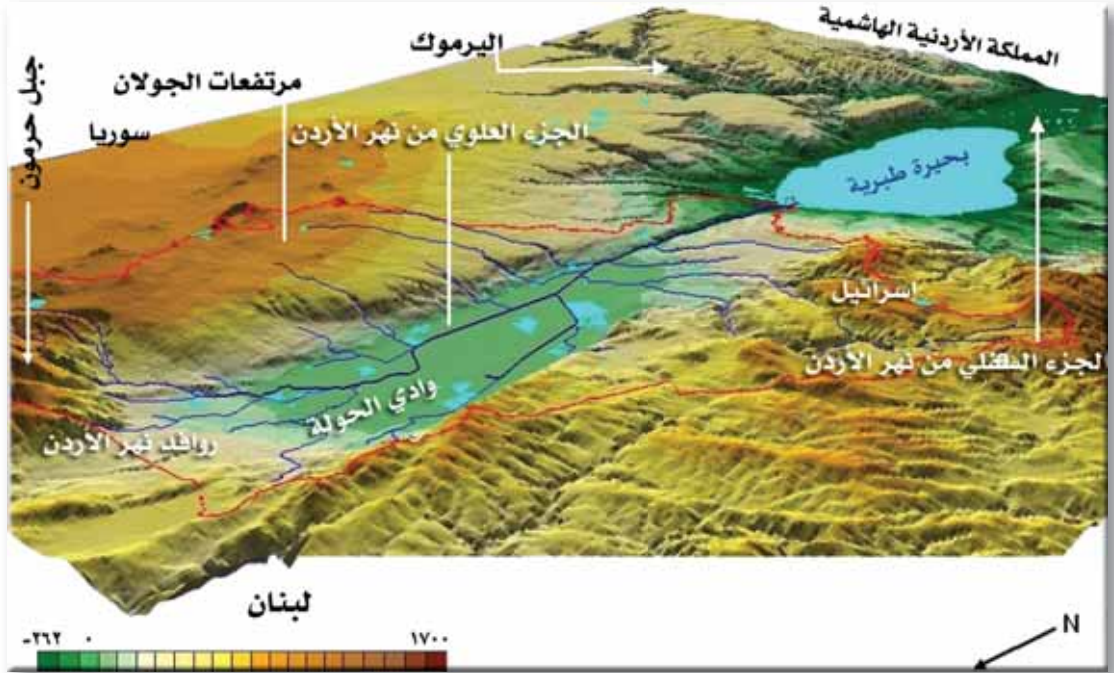 المملكة الأردنية الهاشمية
اليرموك
جبل حرمون
مرتفعات الجولان
سوريا
الجزء العلوي من نهر الأردن
بحيرة طبرية
اسرائيل
الجزء من نهر الأردن
وادي الحولة
روافد نهر الأردن
لبنان
-٢٦٢ ٠ ١٧٠٠
N